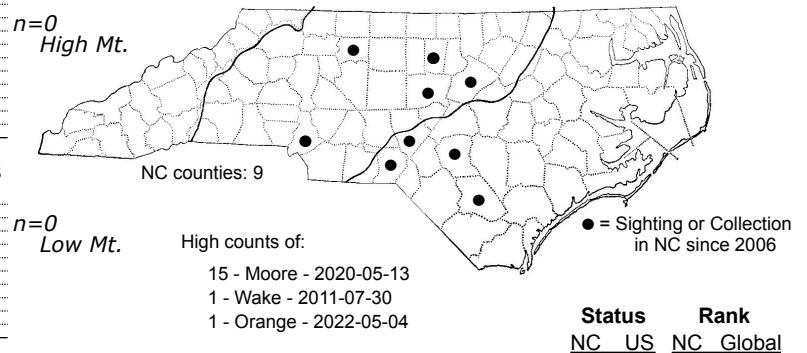 n=0
High Mt.
NC counties: 9
n=0
Low Mt.
● = Sighting or Collection
in NC since 2006
High counts of:
15 - Moore - 2020-05-13
1 - Wake - 2011-07-30
1 - Orange - 2022-05-04
Status Rank
NC US NC Global